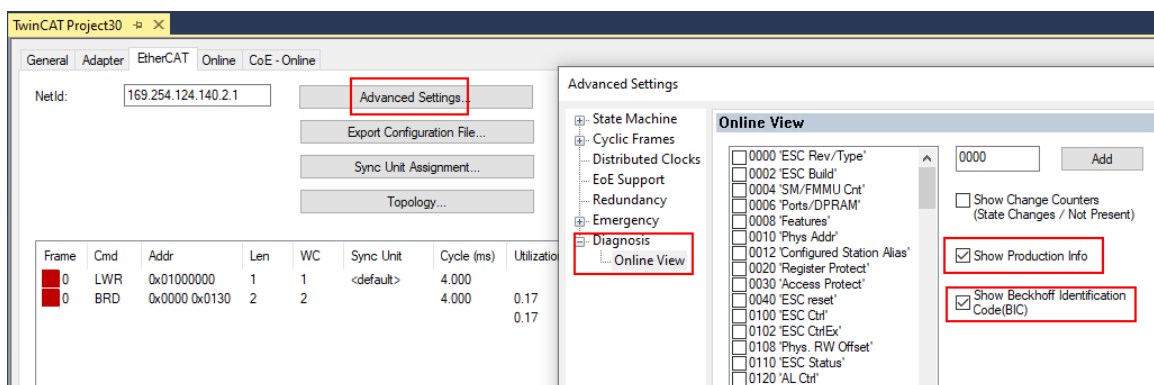 TwinCAT Project30
General Adapter EtherCAT Online CoE - Online
NetId: 169.254.124.140.2.1
Advanced Settings...
Export Configuration File...
Sync Unit Assignment...
Topology...
Frame Cmd Addr Len WC Sync Unit Cycle (ms) Utilizatio
0 LWR 0x01000000 1 1 <default> 4.000
0 BRD 0x0000 0x0130 2 2 4.000 0.17
0.17
Advanced Settings
State Machine
Cyclic Frames
Distributed Clocks
EoE Support
Redundancy
Emergency
Diagnosis
Online View
Online View
0000 'ESC Rev/Type'
0002 'ESC Build'
0004 'SM/FMMU Cnt'
0006 'Ports/DPRAM'
0008 'Features'
0010 'Phys Addr'
0012 'Configured Station Alias'
0020 'Register Protect'
0030 'Access Protect'
0040 'ESC reset'
0100 'ESC Ctrl'
0102 'ESC CtrlEx'
0108 'Phys. RW Offset'
0110 'ESC Status'
0120 'AL Ctrl'
0000 Add
Show Change Counters
(State Changes / Not Present)
Show Production Info
Show Beckhoff Identification
Code(BIC)